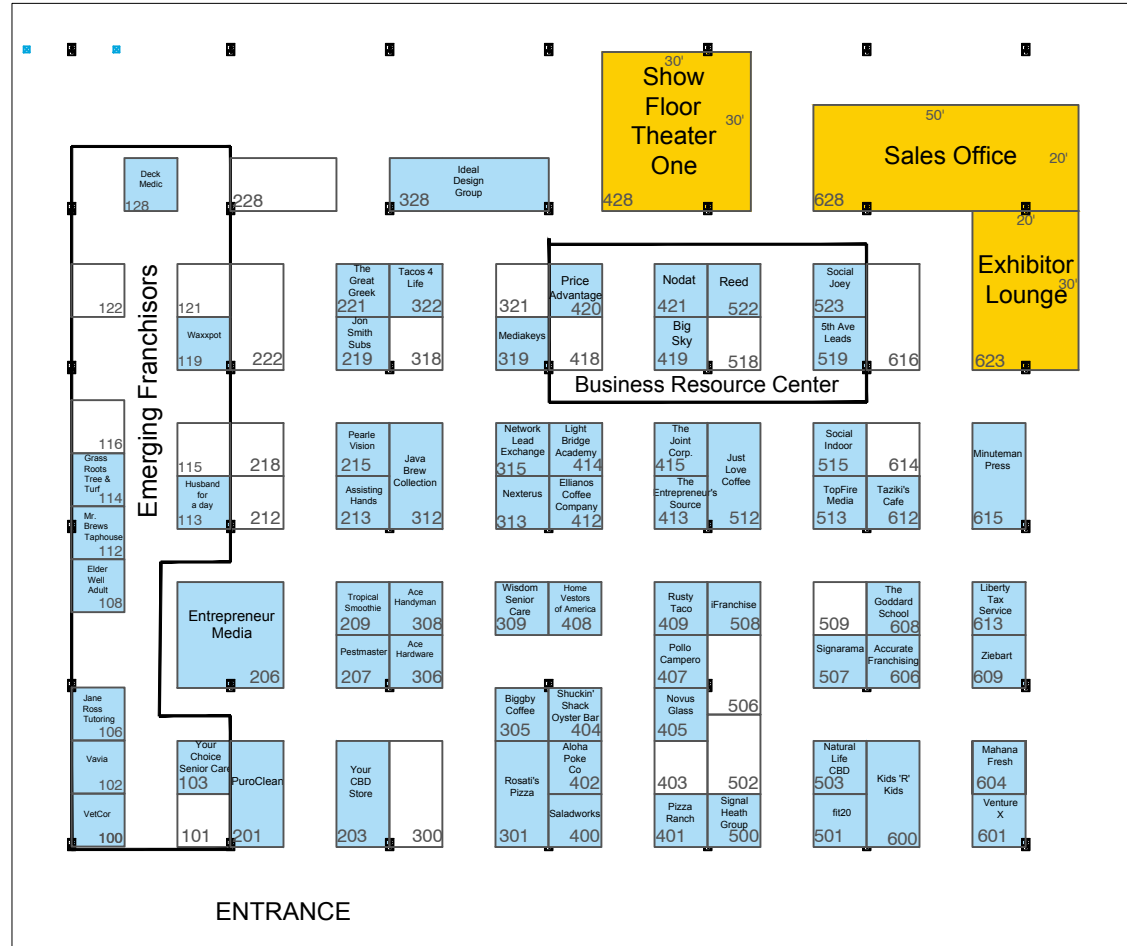 30'
Show
Floor
Theater
One
30'
428
50'
Sales Office
20'
628
20'
Exhibitor
Lounge
30'
623
Deck
Medic
128
228
Ideal
Design
Group
328
Emerging Franchisors
122
121
Waxxpot
119
222
The
Great
Greek
221
Tacos 4
Life
322
Jon
Smith
Subs
219
318
321
Price
Advantage
420
Mediakeys
319
418
Nodat
421
Reed
522
Big
Sky
419
518
Social
Joey
523
5th Ave
Leads
519
616
Business Resource Center
116
Grass
Roots
Tree &
Turf
114
Mr.
Brews
Taphouse
112
Elder
Well
Adult
108
115
218
Husband
for
a day
113
212
Pearle
Vision
215
Assisting
Hands
213
Java
Brew
Collection
312
Network
Lead
Exchange
315
Light
Bridge
Academy
414
Nexterus
313
Ellianos
Coffee
Company
412
The
Joint
Corp.
415
The
Entrepreneur's
Source
413
Just
Love
Coffee
512
Social
Indoor
515
614
TopFire
Media
513
Taziki's
Cafe
612
Minuteman
Press
615
Entrepreneur
Media
206
Tropical
Smoothie
209
Ace
Handyman
308
Pestmaster
207
Ace
Hardware
306
Wisdom
Senior
Care
309
Home
Vestors
of America
408
Rusty
Taco
409
iFranchise
508
Pollo
Campero
407
506
Novus
Glass
405
509
The
Goddard
School
608
Signarama
507
Accurate
Franchising
606
Liberty
Tax
Service
613
Ziebart
609
Jane
Ross
Tutoring
106
Vavia
102
VetCor
100
Your
Choice
Senior Care
103
101
PuroClean
201
Your
CBD
Store
203
300
Biggby
Coffee
305
Shuckin'
Shack
Oyster Bar
404
Rosati's
Pizza
301
Aloha
Poke
Co
402
Saladworks
400
403
502
Pizza
Ranch
401
Signal
Heath
Group
500
Natural
Life
CBD
503
fit20
501
Kids 'R'
Kids
600
Mahana
Fresh
604
Venture
X
601
ENTRANCE